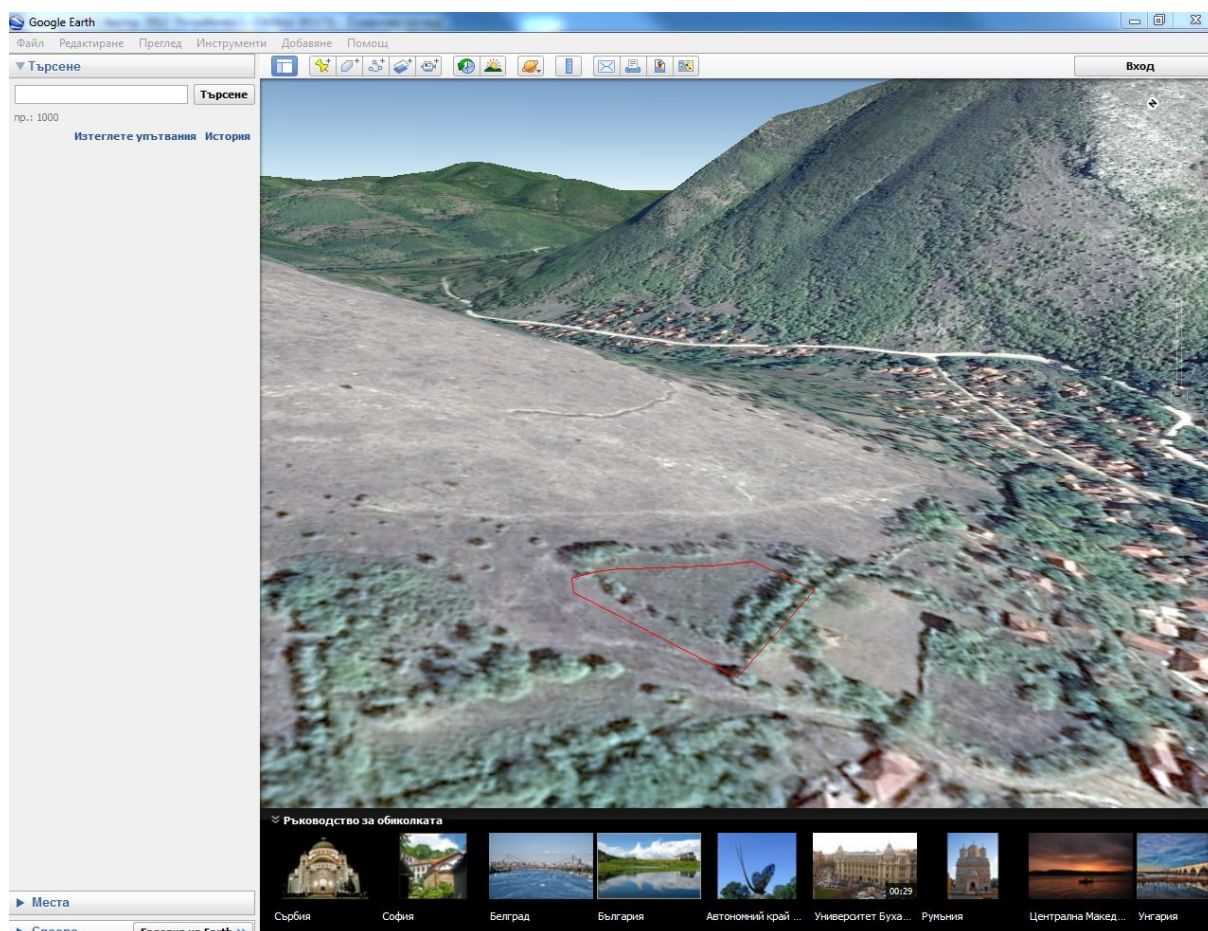 Google Earth
Файл Редактиране Преглед Инструменти Добавяне Помощ
Търсене
Вход
Търсене
пр.: 1000
Изтеглете упътвания История
Ръководство за обиколката
00:29
Сърбия София Белград България Автономний край ... Университет Буха... Румъния Централна Макед... Унгария
Места